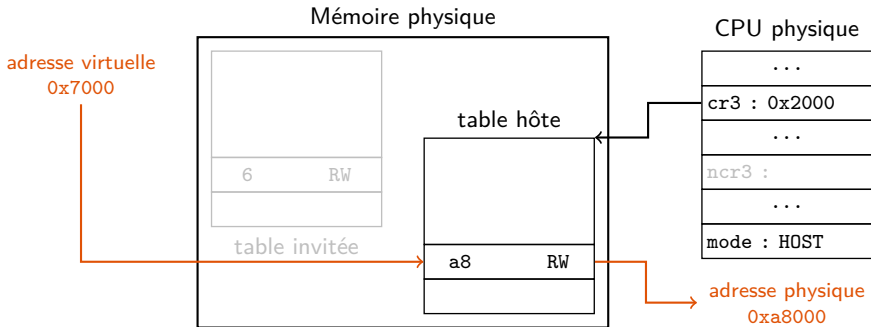 Mémoire physique
CPU physique
adresse virtuelle
0x7000
...
cr3 : 0x2000
table hôte
...
6 RW
ncr3 :
...
table invitée
mode : HOST
a8 RW
adresse physique
0xa8000